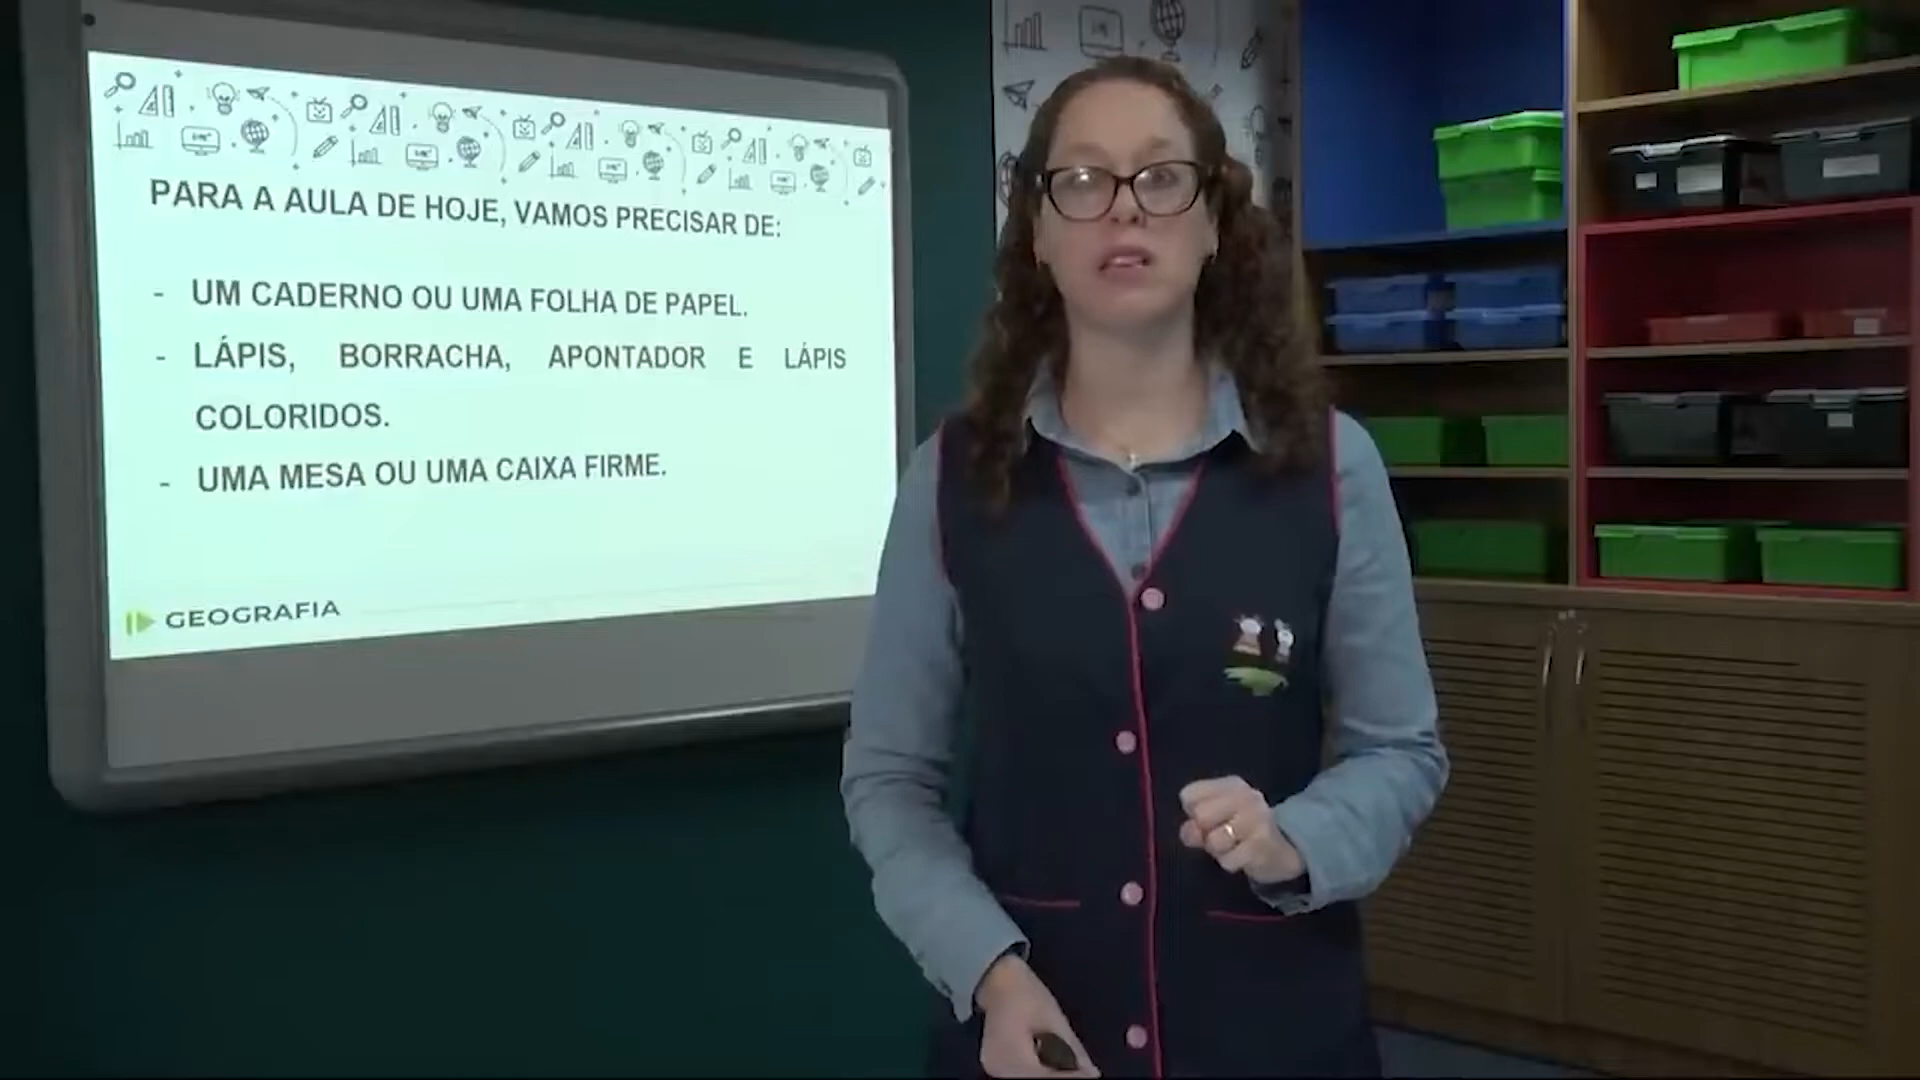 PARA A AULA DE HOJE, VAMOS PRECISAR DE:
- UM CADERNO OU UMA FOLHA DE PAPEL.
- LÁPIS, BORRACHA, APONTADOR E LÁPIS
COLORIDOS.
- UMA MESA OU UMA CAIXA FIRME.
GEOGRAFIA